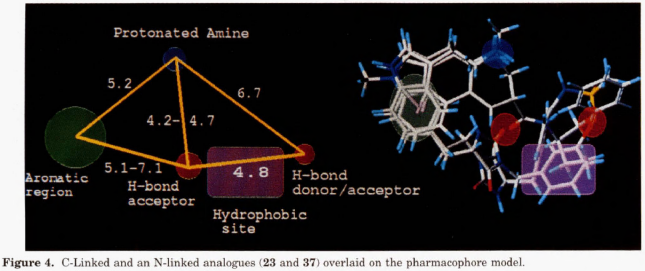 Protonated Amine
5.2
6.7
4.2- 4.7
5.1-7.1
4.8
Aromatic
region
H-bond
acceptor
H-bond
donor/acceptor
Hydrophobic
site
Figure 4. C-Linked and an N-linked analogues (23 and 37) overlaid on the pharmacophore model.